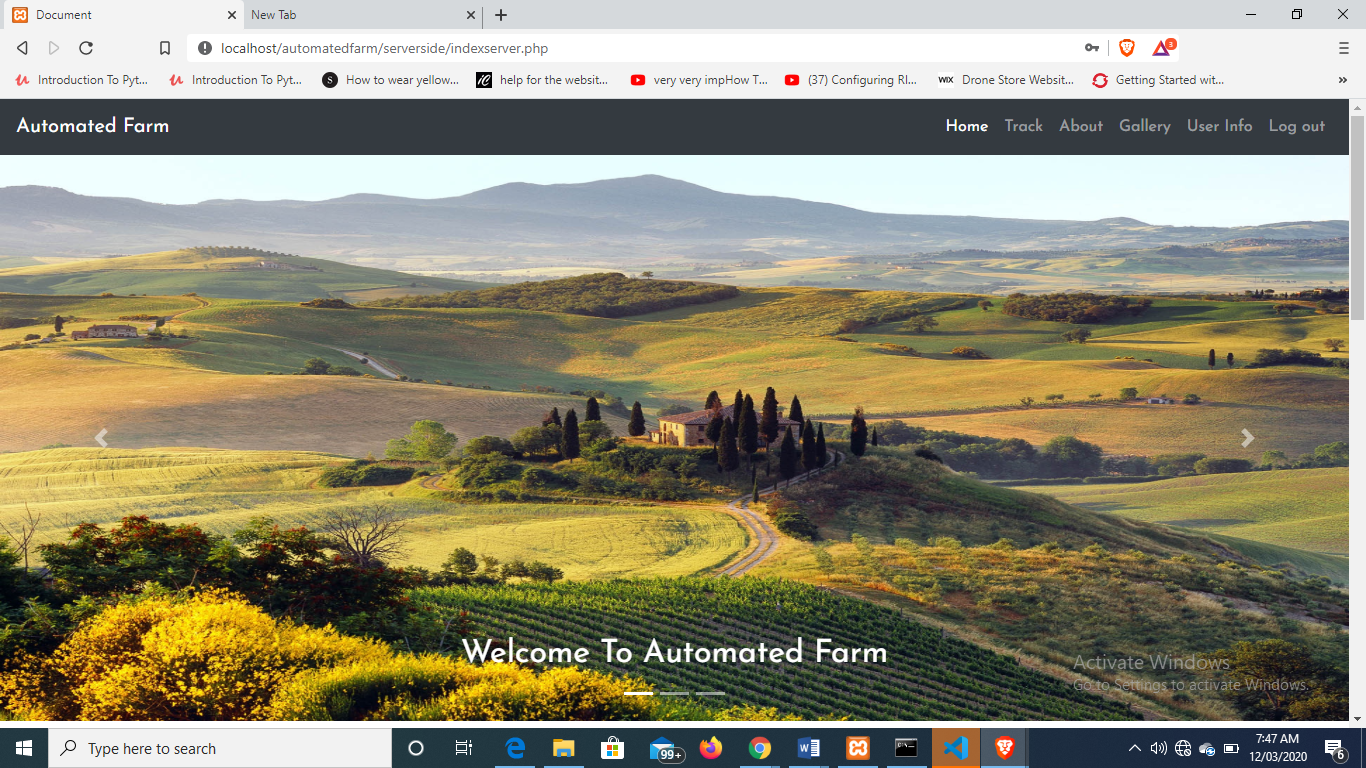 Document
New Tab
localhost/automatedfarm/serverside/indexserver.php
3
Introduction To Pyt...
Introduction To Pyt...
S
How to wear yellow...
help for the websit...
very very impHow T...
(37) Configuring RI...
WIX
Drone Store Websit...
Getting Started wit...
»
Automated Farm
Home
Track
About
Gallery
User Info
Log out
Welcome To Automated Farm
Activate Windows
Go to Settings to activate Windows.
Type here to search
99+
7:47 AM
12/03/2020
6